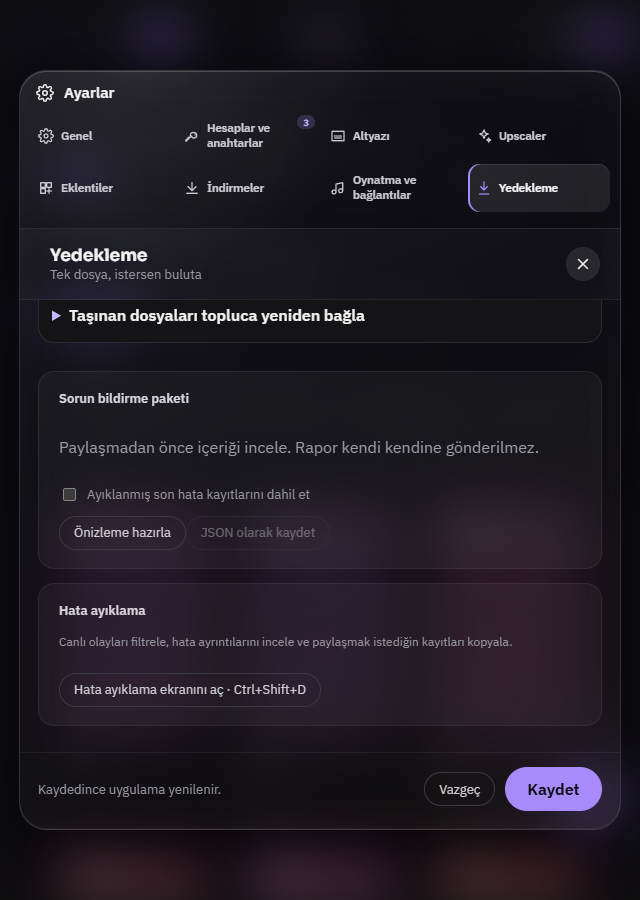 Ayarlar
Genel
Hesaplar ve
anahtarlar
3
Altyazı
Upscaler
Eklentiler
İndirmeler
Oynatma ve
bağlantılar
Yedekleme
Yedekleme
Tek dosya, istersen buluta
Taşınan dosyaları topluca yeniden bağla
Sorun bildirme paketi
Paylaşmadan önce içeriği incele. Rapor kendi kendine gönderilmez.
Ayıklanmış son hata kayıtlarını dahil et
Önizleme hazırla
JSON olarak kaydet
Hata ayıklama
Canlı olayları filtrele, hata ayrıntılarını incele ve paylaşmak istediğin kayıtları kopyala.
Hata ayıklama ekranını aç · Ctrl+Shift+D
Kaydedince uygulama yenilenir.
Vazgeç
Kaydet